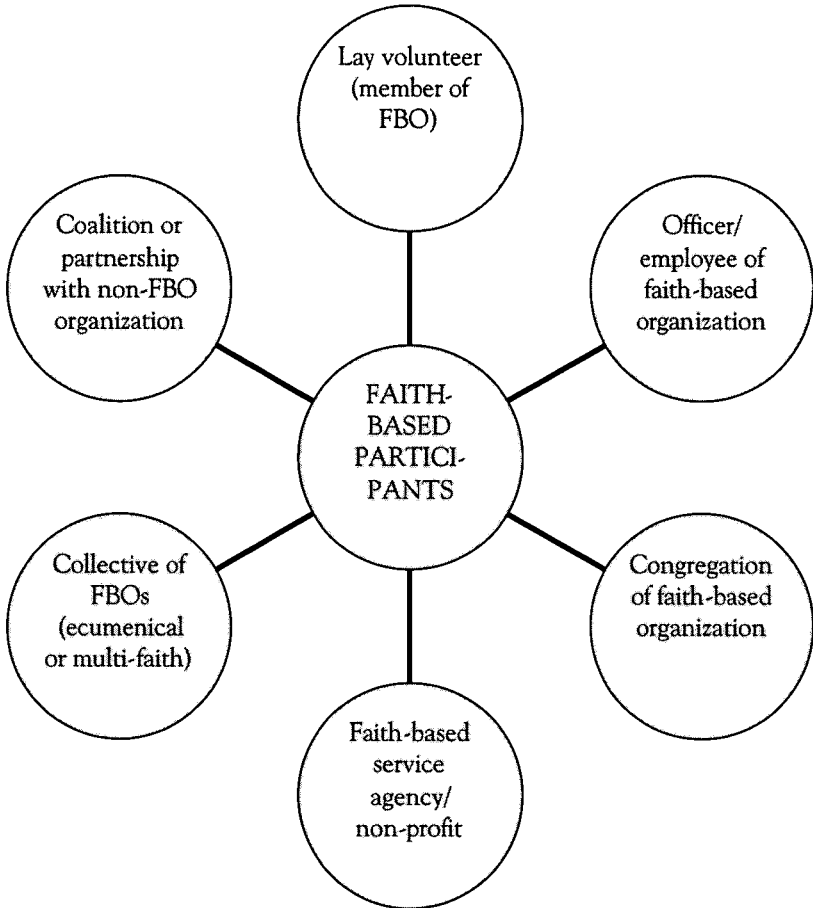 Lay volunteer
(member of
FBO)
Officer/
employee of
faith-based
organization
Congregation
of faith-based
organization
Faith-based
service
agency/
non-profit
Collective of
FBOs
(ecumenical
or multi-faith)
Coalition or
partnership
with non-FBO
organization
FAITH-
BASED
PARTICI-
PANTS